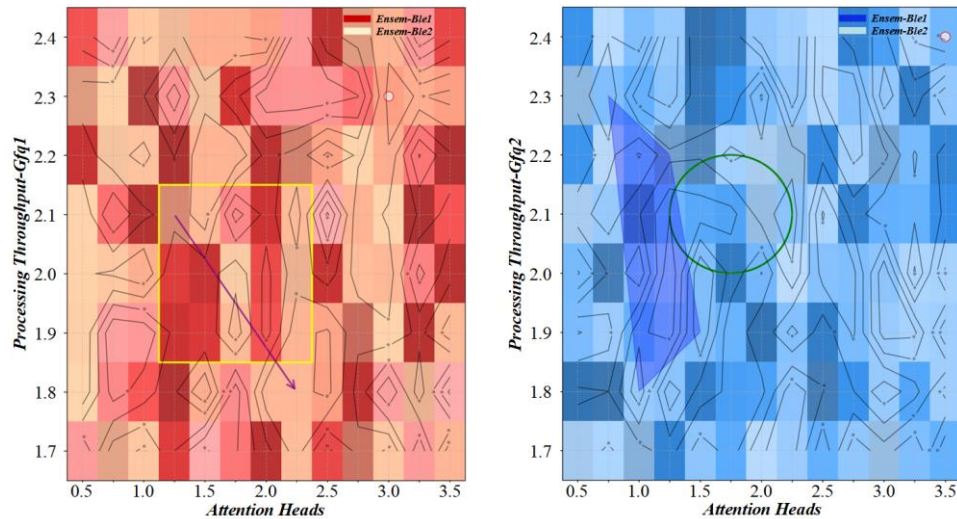 Ensem-Ble1
Ensem-Ble2
Processing Throughput-Gfq1
2.4
2.3
2.2
2.1
2.0
1.9
1.8
1.7
0.5 1.0 1.5 2.0 2.5 3.0 3.5
Attention Heads
Ensem-Ble1
Ensem-Ble2
Processing Throughput-Gfq2
2.4
2.3
2.2
2.1
2.0
1.9
1.8
1.7
0.5 1.0 1.5 2.0 2.5 3.0 3.5
Attention Heads